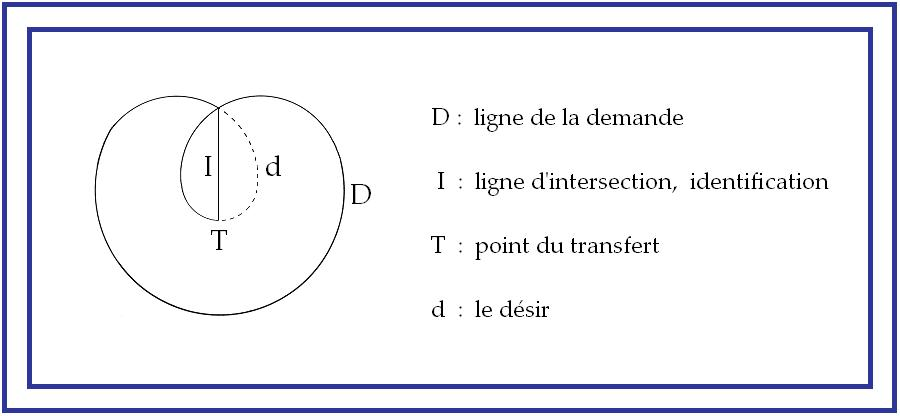 I
d
D
T
D : ligne de la demande
I : ligne d'intersection, identification
T : point du transfert
d : le désir